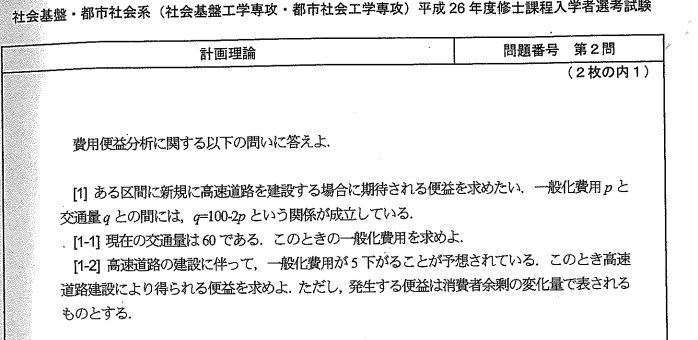 社会基盤・都市社会系（社会基盤工学専攻・都市社会工学専攻）平成26年度修士課程入学者選考試験
計画理論
問題番号 第2問
（2枚の内1）
費用便益分析に関する以下の問いに答えよ.
[1] ある区間に新規に高速道路を建設する場合に期待される便益を求めたい. 一般化費用 p と
交通量 q との間には, q=100-2p という関係が成立している.
[1-1] 現在の交通量は 60 である. このときの一般化費用を求めよ.
[1-2] 高速道路の建設に伴って, 一般化費用が 5 下がることが予想されている. このとき高速
道路建設により得られる便益を求めよ. ただし, 発生する便益は消費者余剰の変化量で表される
ものとする.